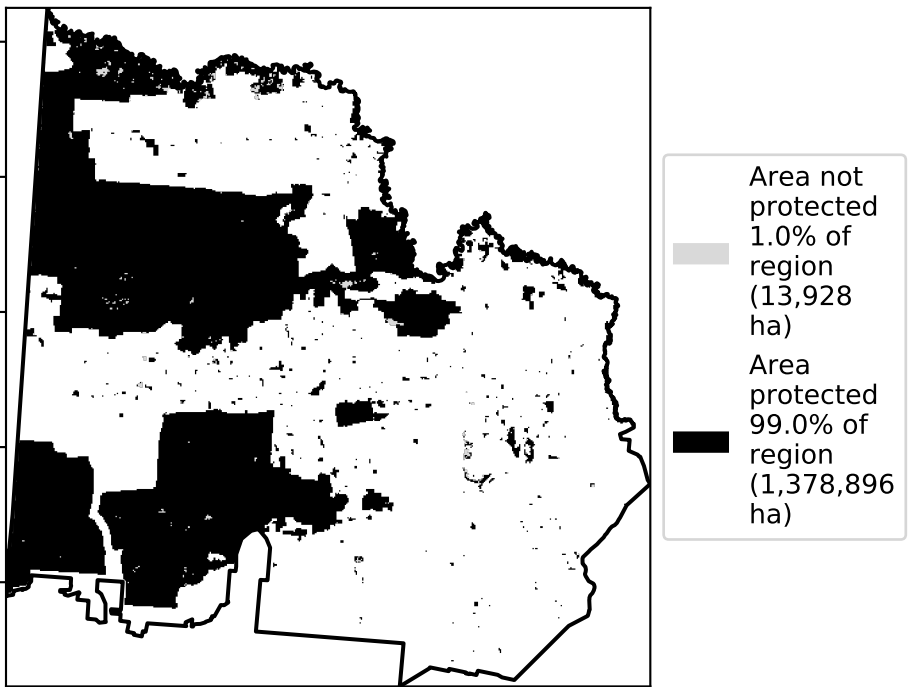 Area not
protected
1.0% of
region
(13,928
ha)
Area
protected
99.0% of
region
(1,378,896
ha)